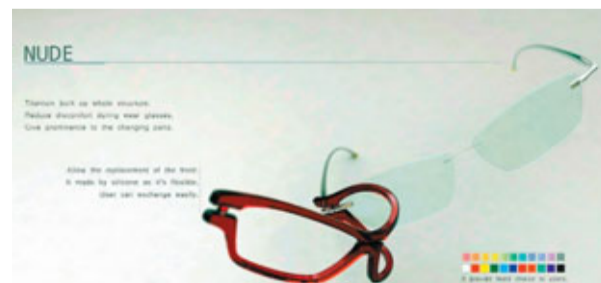 NUDE
Titanium built up whole structure.
Reduce discomfort during wear glasses.
Give prominence to the changing parts.
Allow the replacement of the front
is made by silicone as it's flexible.
User can exchange easily.